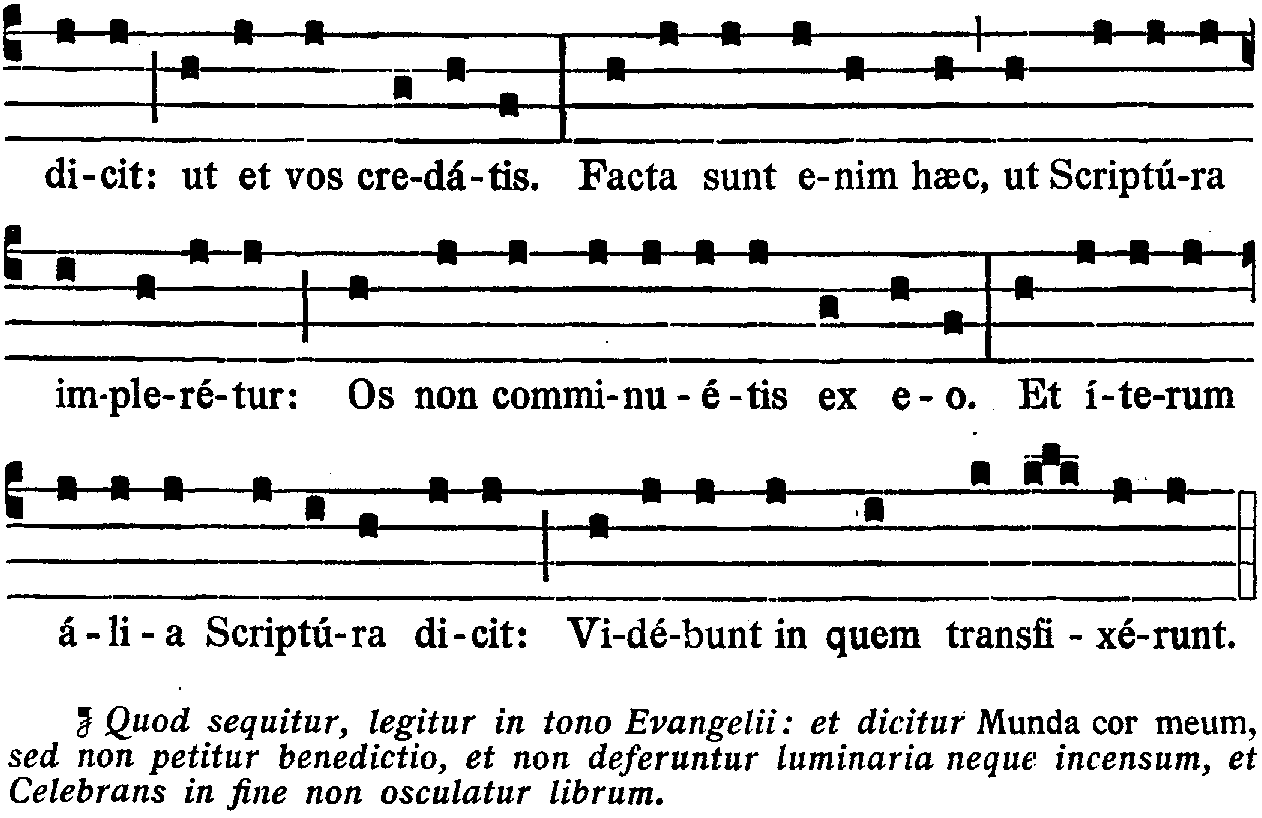 di-cit: ut et vos cre-dá-tis. Facta sunt e-nim hæc, ut Scriptú-ra
im-ple-ré-tur: Os non commi-nu-é-tis ex e-o. Et í-te-rum
á-li-a Scriptú-ra di-cit: Vi-dé-bunt in quem transfi-xé-runt.
Quod sequitur, legitur in tono Evangelii: et dicitur Munda cor meum,
sed non petitur benedictio, et non deferuntur luminaria neque incensum, et
Celebrans in fine non osculatur librum.